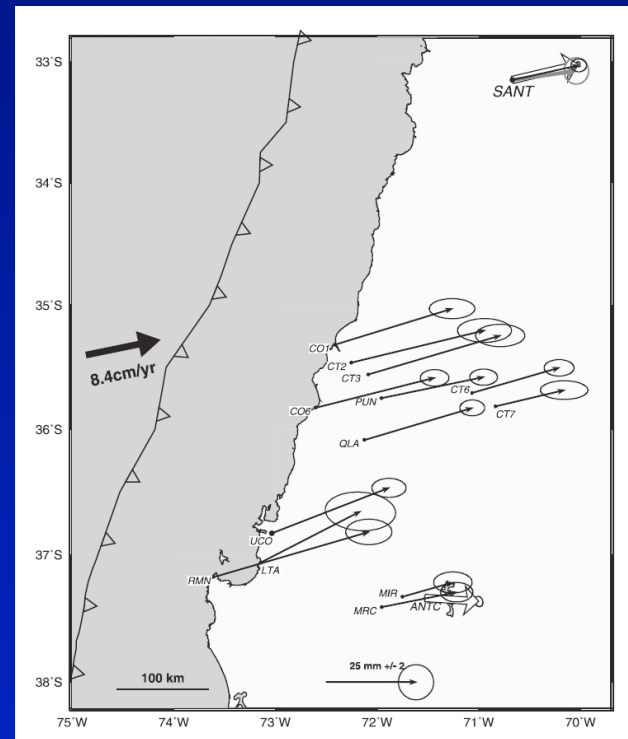 33°S
SANT
34°S
35°S
CO1
CT2
CT3
8.4cm/yr
PUN
CT6
CO6
CT7
36°S
QLA
UCO
37°S
LTA
RMN
MIR
MRC
ANTC
25 mm +/- 2
100 km
38°S
75°W 74°W 73°W 72°W 71°W 70°W